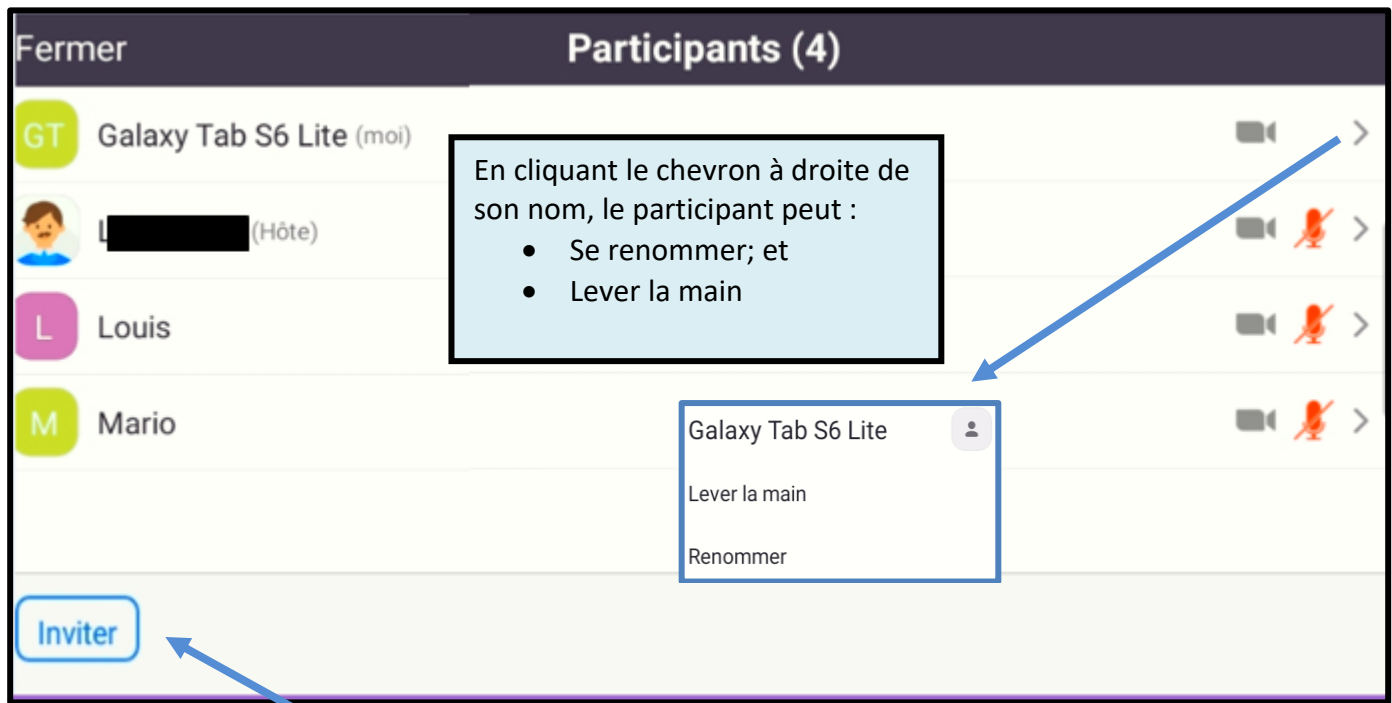 Fermer
Participants (4)
GT
Galaxy Tab S6 Lite (moi)
En cliquant le chevron à droite de
son nom, le participant peut :
• Se renommer; et
• Lever la main
(Hôte)
L
Louis
M
Mario
Galaxy Tab S6 Lite
Lever la main
Renommer
Inviter